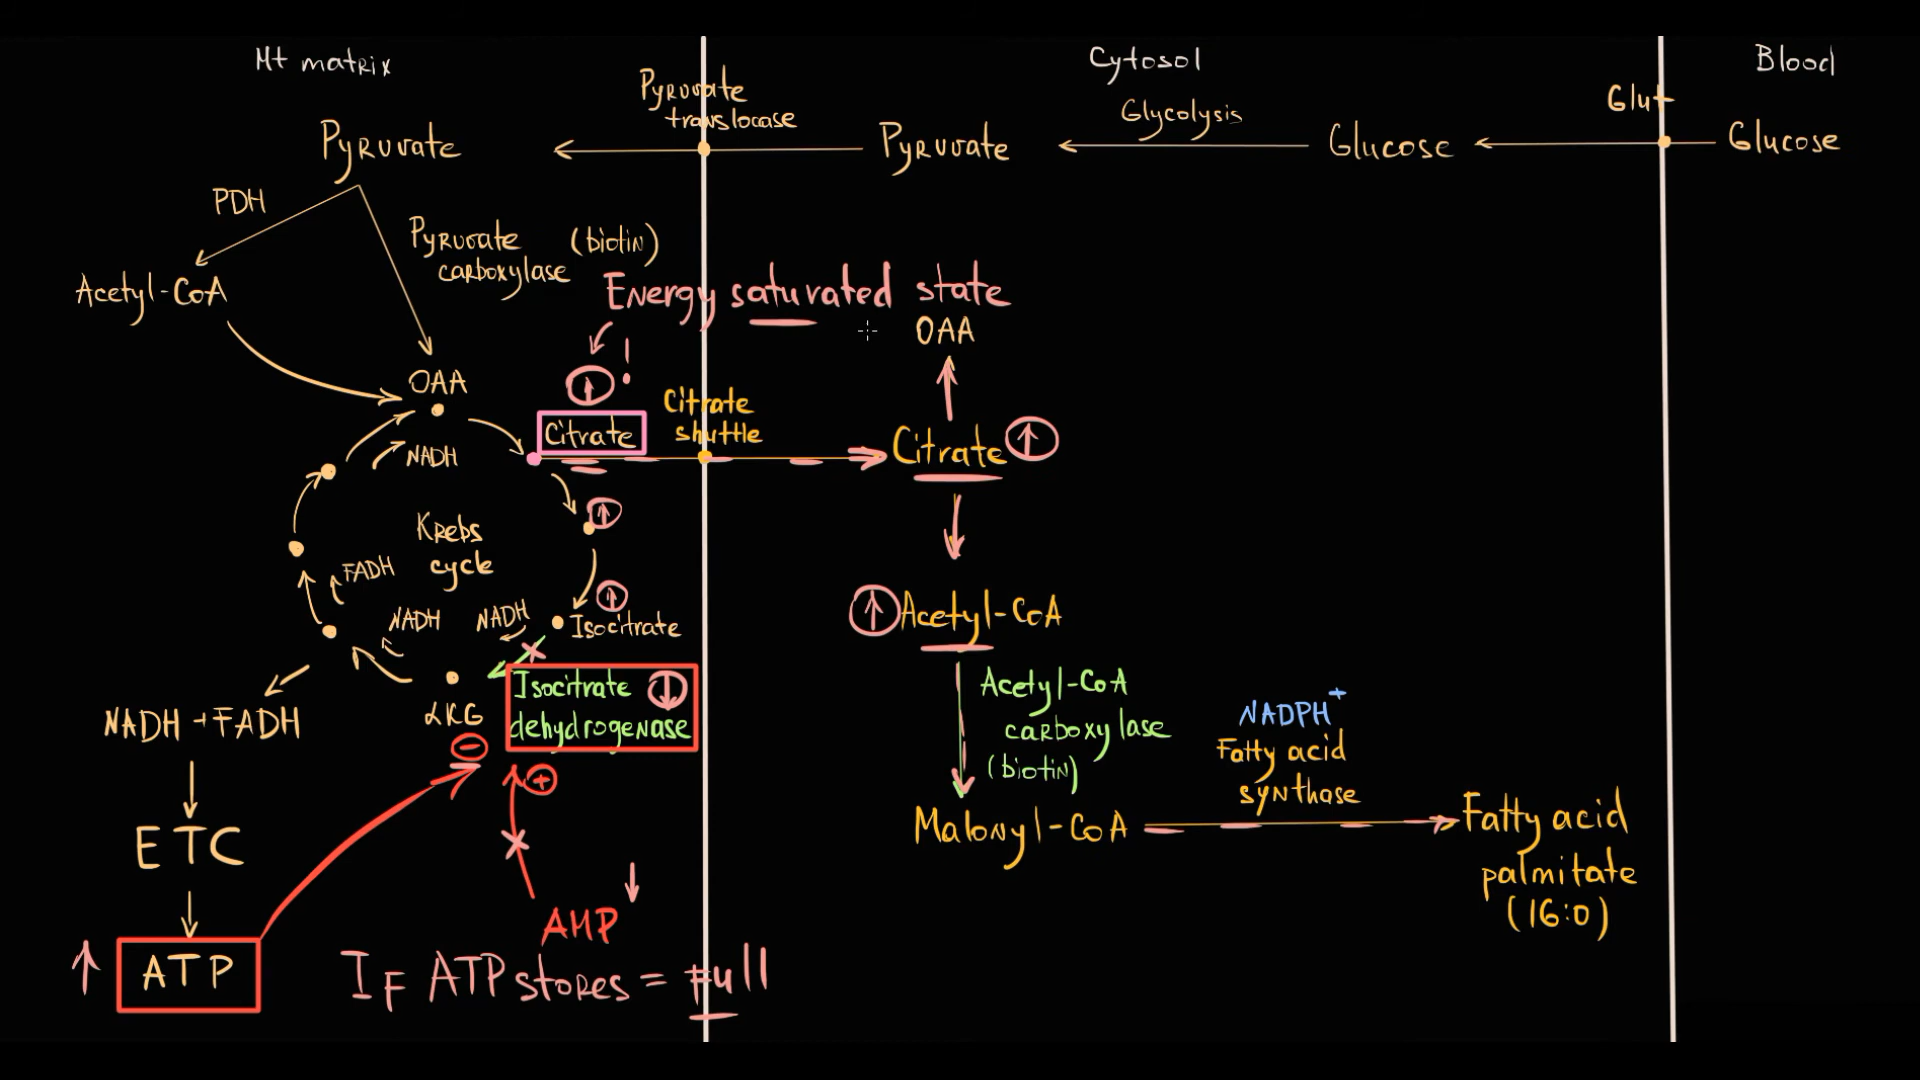 Mt matrix
Cytosol
Blood
Pyruvate
translocase
Glycolysis
Glut
Pyruvate
Pyruvate
Glucose
Glucose
PDH
Pyruvate (biotin)
carboxylase
Acetyl-CoA
Energy saturated state
OAA
!
OAA
↑
Citrate
Citrate
shuttle
Citrate ↑
NADH
↑
Krebs
cycle
FADH
↑
NADH
NADH
Isocitrate
↑ Acetyl-CoA
Isocitrate ↓
dehydrogenase
αKG
Acetyl-CoA
carboxylase
(biotin)
NADPH+
Fatty acid
synthase
NADH+FADH
-
+
Malonyl-CoA
Fatty acid
palmitate
(16:0)
ETC
AMP ↓
↑ ATP
IF ATP stores = full